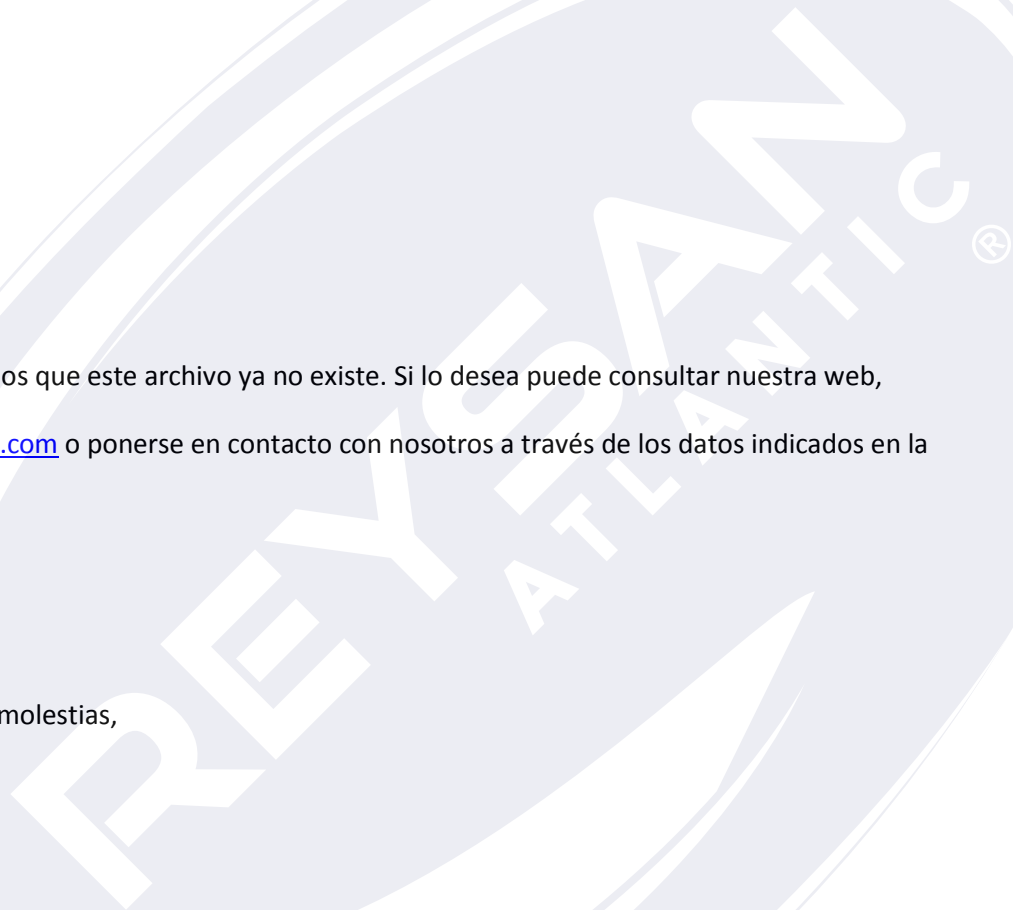 REYSAN
ATLANTIC ®
os que este archivo ya no existe. Si lo desea puede consultar nuestra web,
.com o ponerse en contacto con nosotros a través de los datos indicados en la
molestias,